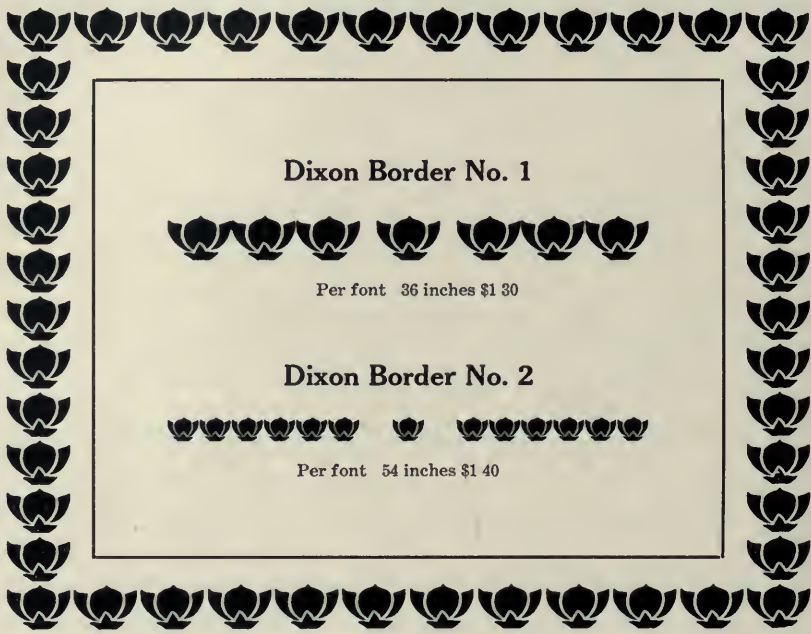 Dixon Border No. 1
Per font 36 inches $1 30
Dixon Border No. 2
Per font 54 inches $1 40